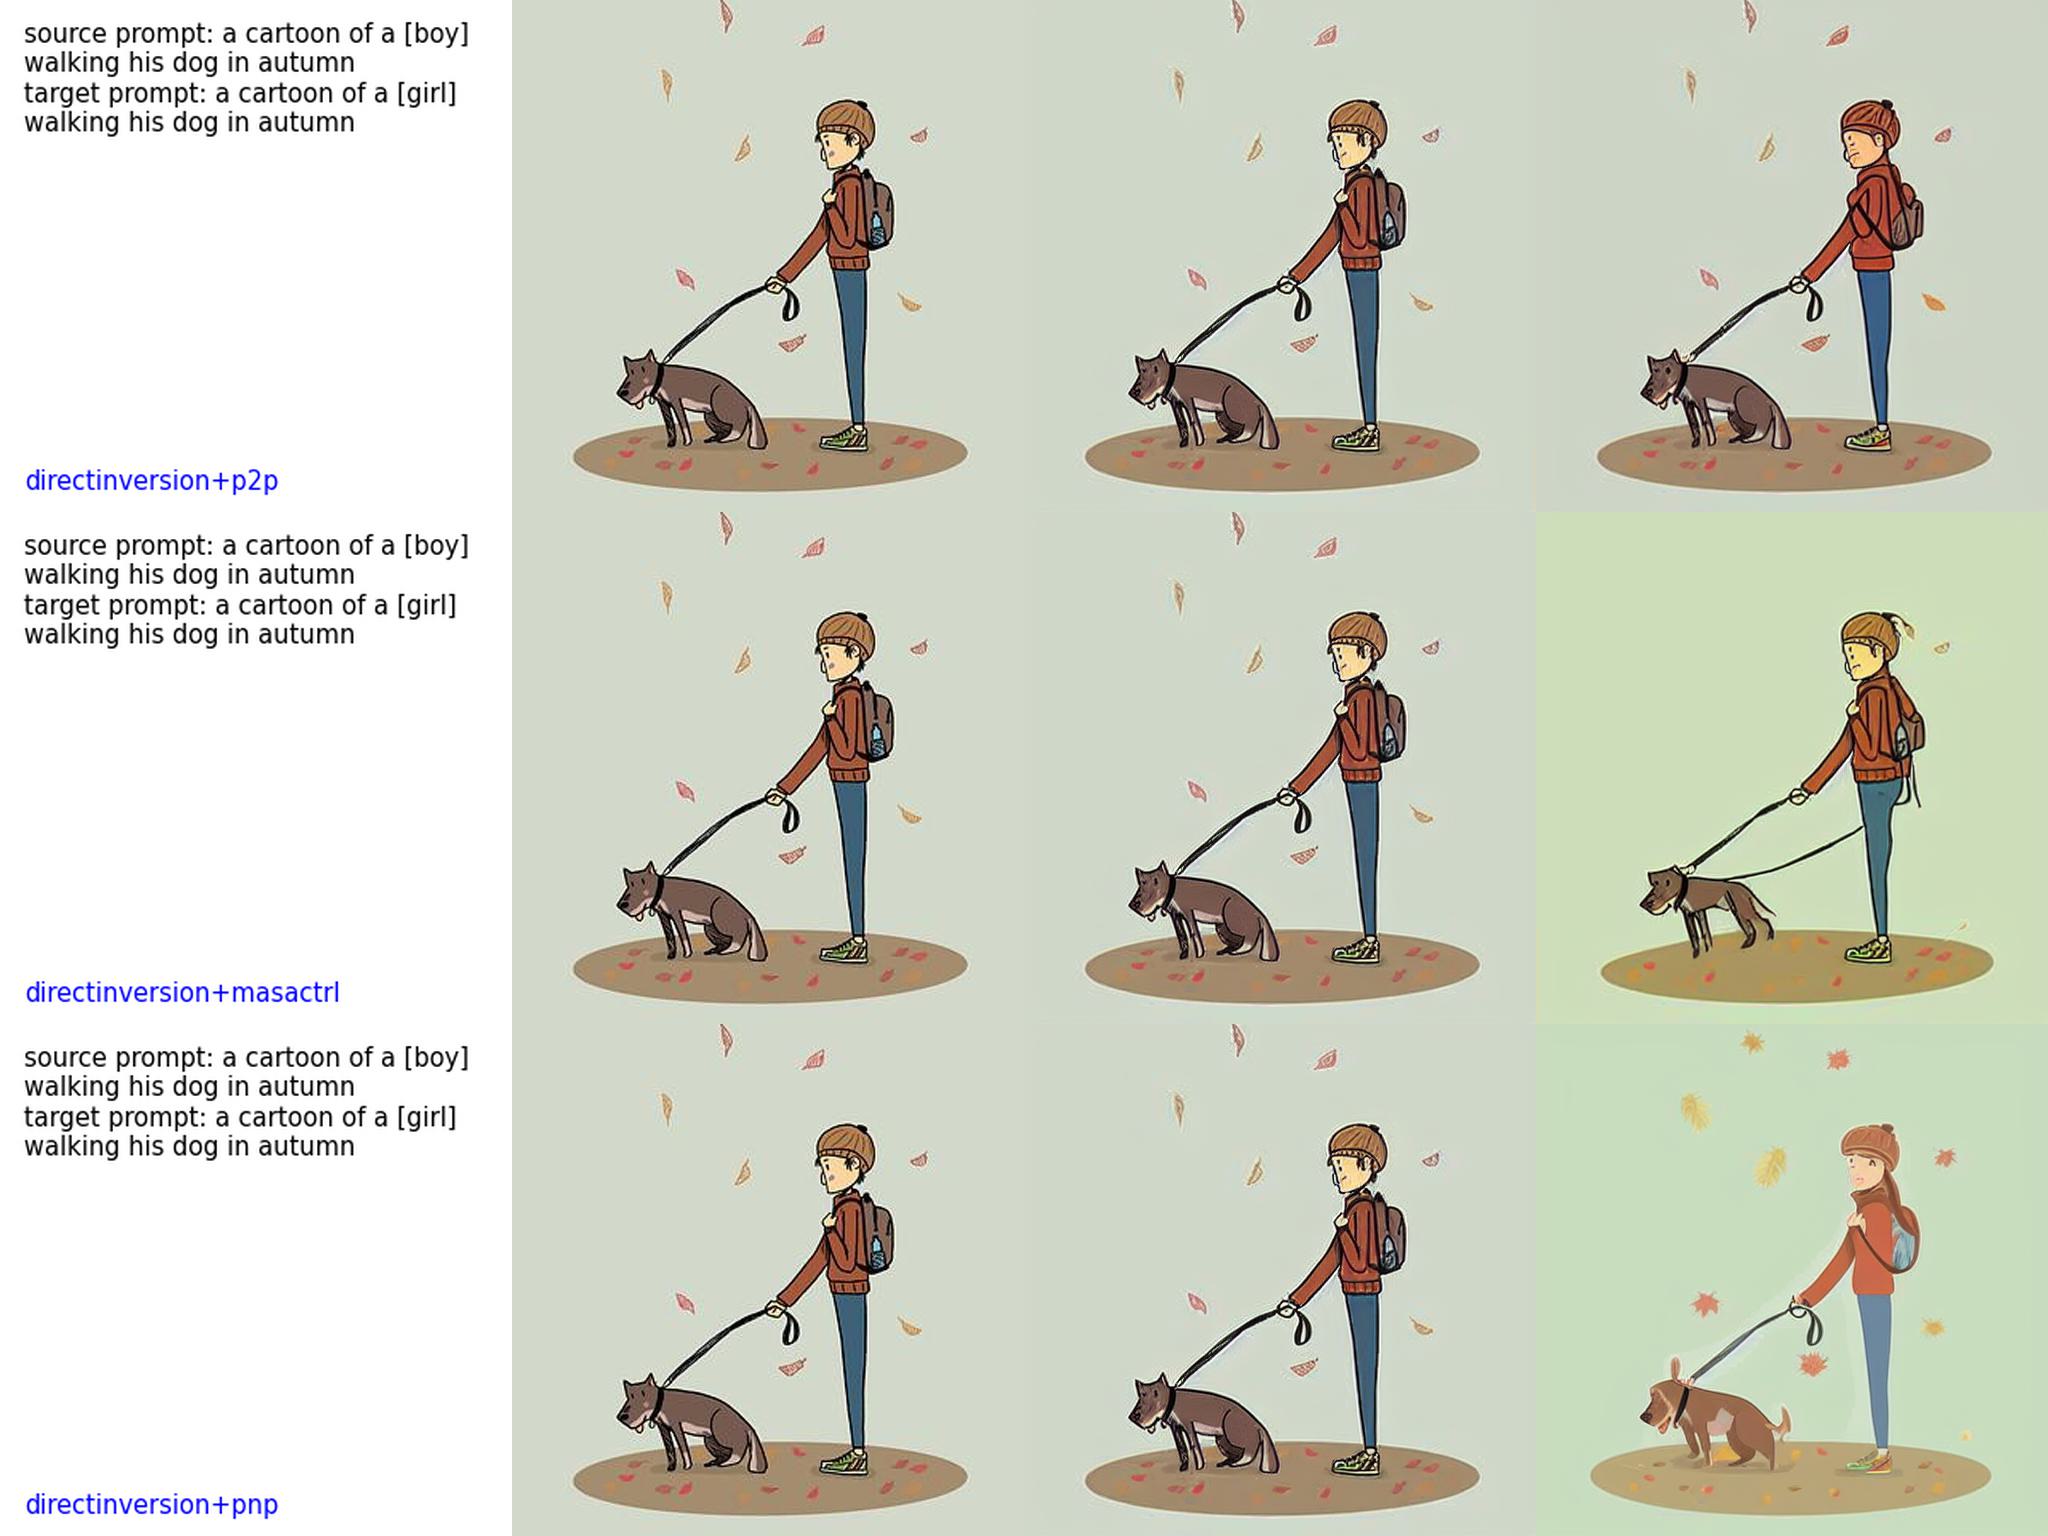 source prompt: a cartoon of a [boy]
walking his dog in autumn
target prompt: a cartoon of a [girl]
walking his dog in autumn
directinversion+p2p
source prompt: a cartoon of a [boy]
walking his dog in autumn
target prompt: a cartoon of a [girl]
walking his dog in autumn
directinversion+masactrl
source prompt: a cartoon of a [boy]
walking his dog in autumn
target prompt: a cartoon of a [girl]
walking his dog in autumn
directinversion+pnp